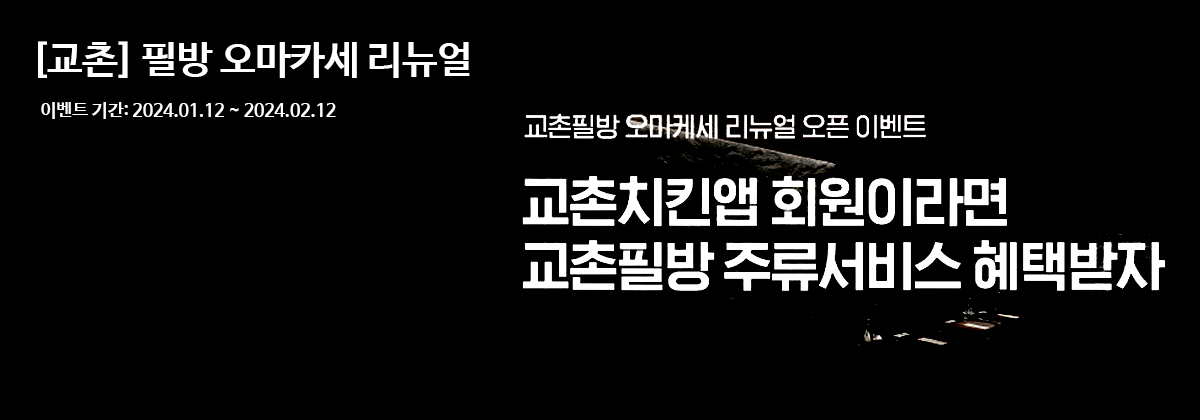 [교촌] 필방 오마카세 리뉴얼
이벤트 기간: 2024.01.12 ~ 2024.02.12
교촌필방 오마케세 리뉴얼 오픈 이벤트
교촌치킨앱 회원이라면
교촌필방 주류서비스 혜택받자